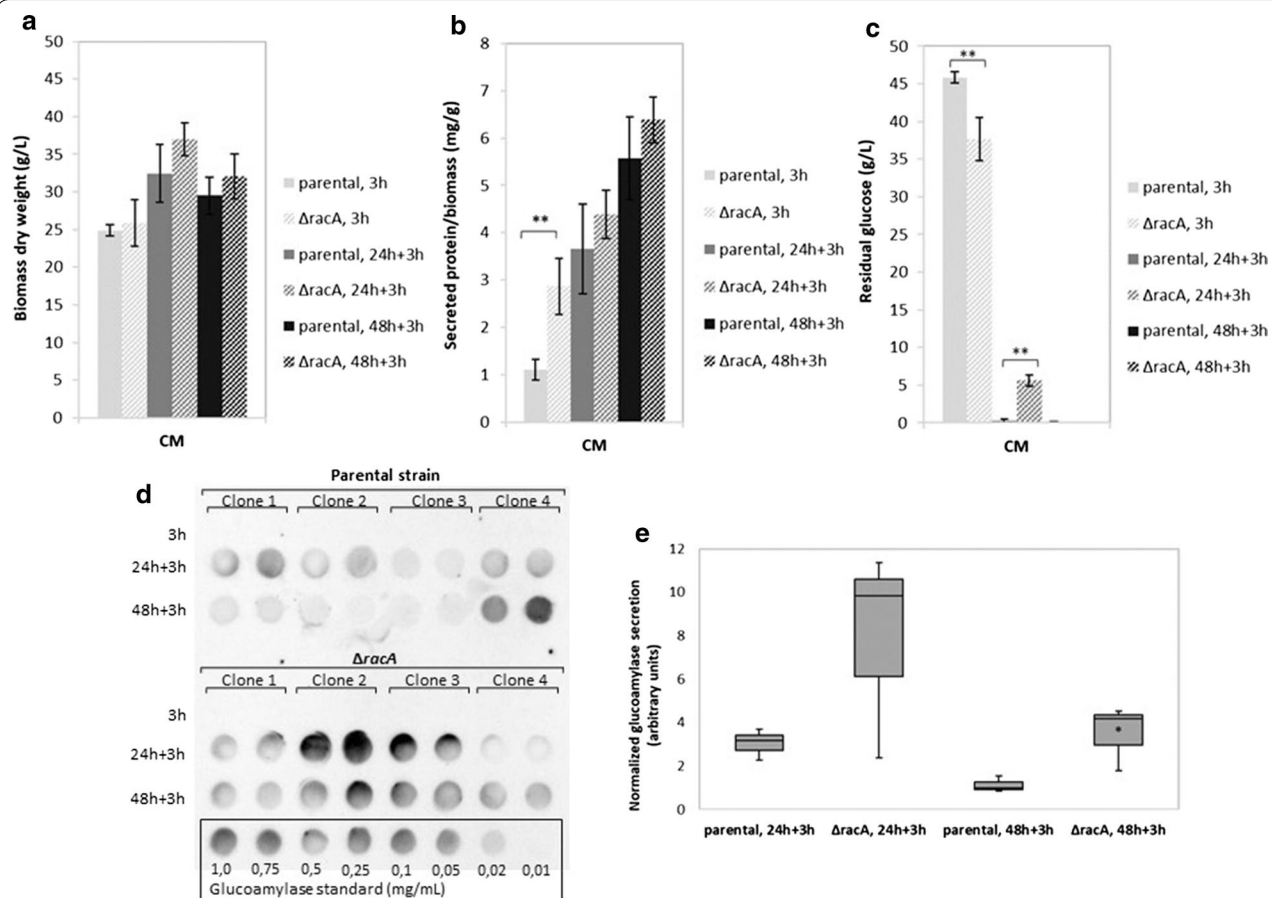 a
50
45
40
35
30
25
20
15
10
5
0
Biomass dry weight (g/L)
CM
parental, 3h
ΔracA, 3h
parental, 24h+3h
ΔracA, 24h+3h
parental, 48h+3h
ΔracA, 48h+3h
b
8
7
6
5
4
3
2
1
0
Secreted protein/biomass (mg/g)
**
CM
parental, 3h
ΔracA, 3h
parental, 24h+3h
ΔracA, 24h+3h
parental, 48h+3h
ΔracA, 48h+3h
c
50
45
40
35
30
25
20
15
10
5
0
Residual glucose (g/L)
**
**
CM
parental, 3h
ΔracA, 3h
parental, 24h+3h
ΔracA, 24h+3h
parental, 48h+3h
ΔracA, 48h+3h
d
Parental strain
Clone 1 Clone 2 Clone 3 Clone 4
3h
24h+3h
48h+3h
ΔracA
Clone 1 Clone 2 Clone 3 Clone 4
3h
24h+3h
48h+3h
1,0 0,75 0,5 0,25 0,1 0,05 0,02 0,01
Glucoamylase standard (mg/mL)
e
12
10
8
6
4
2
0
Normalized glucoamylase secretion
(arbitrary units)
parental, 24h+3h ΔracA, 24h+3h parental, 48h+3h ΔracA, 48h+3h